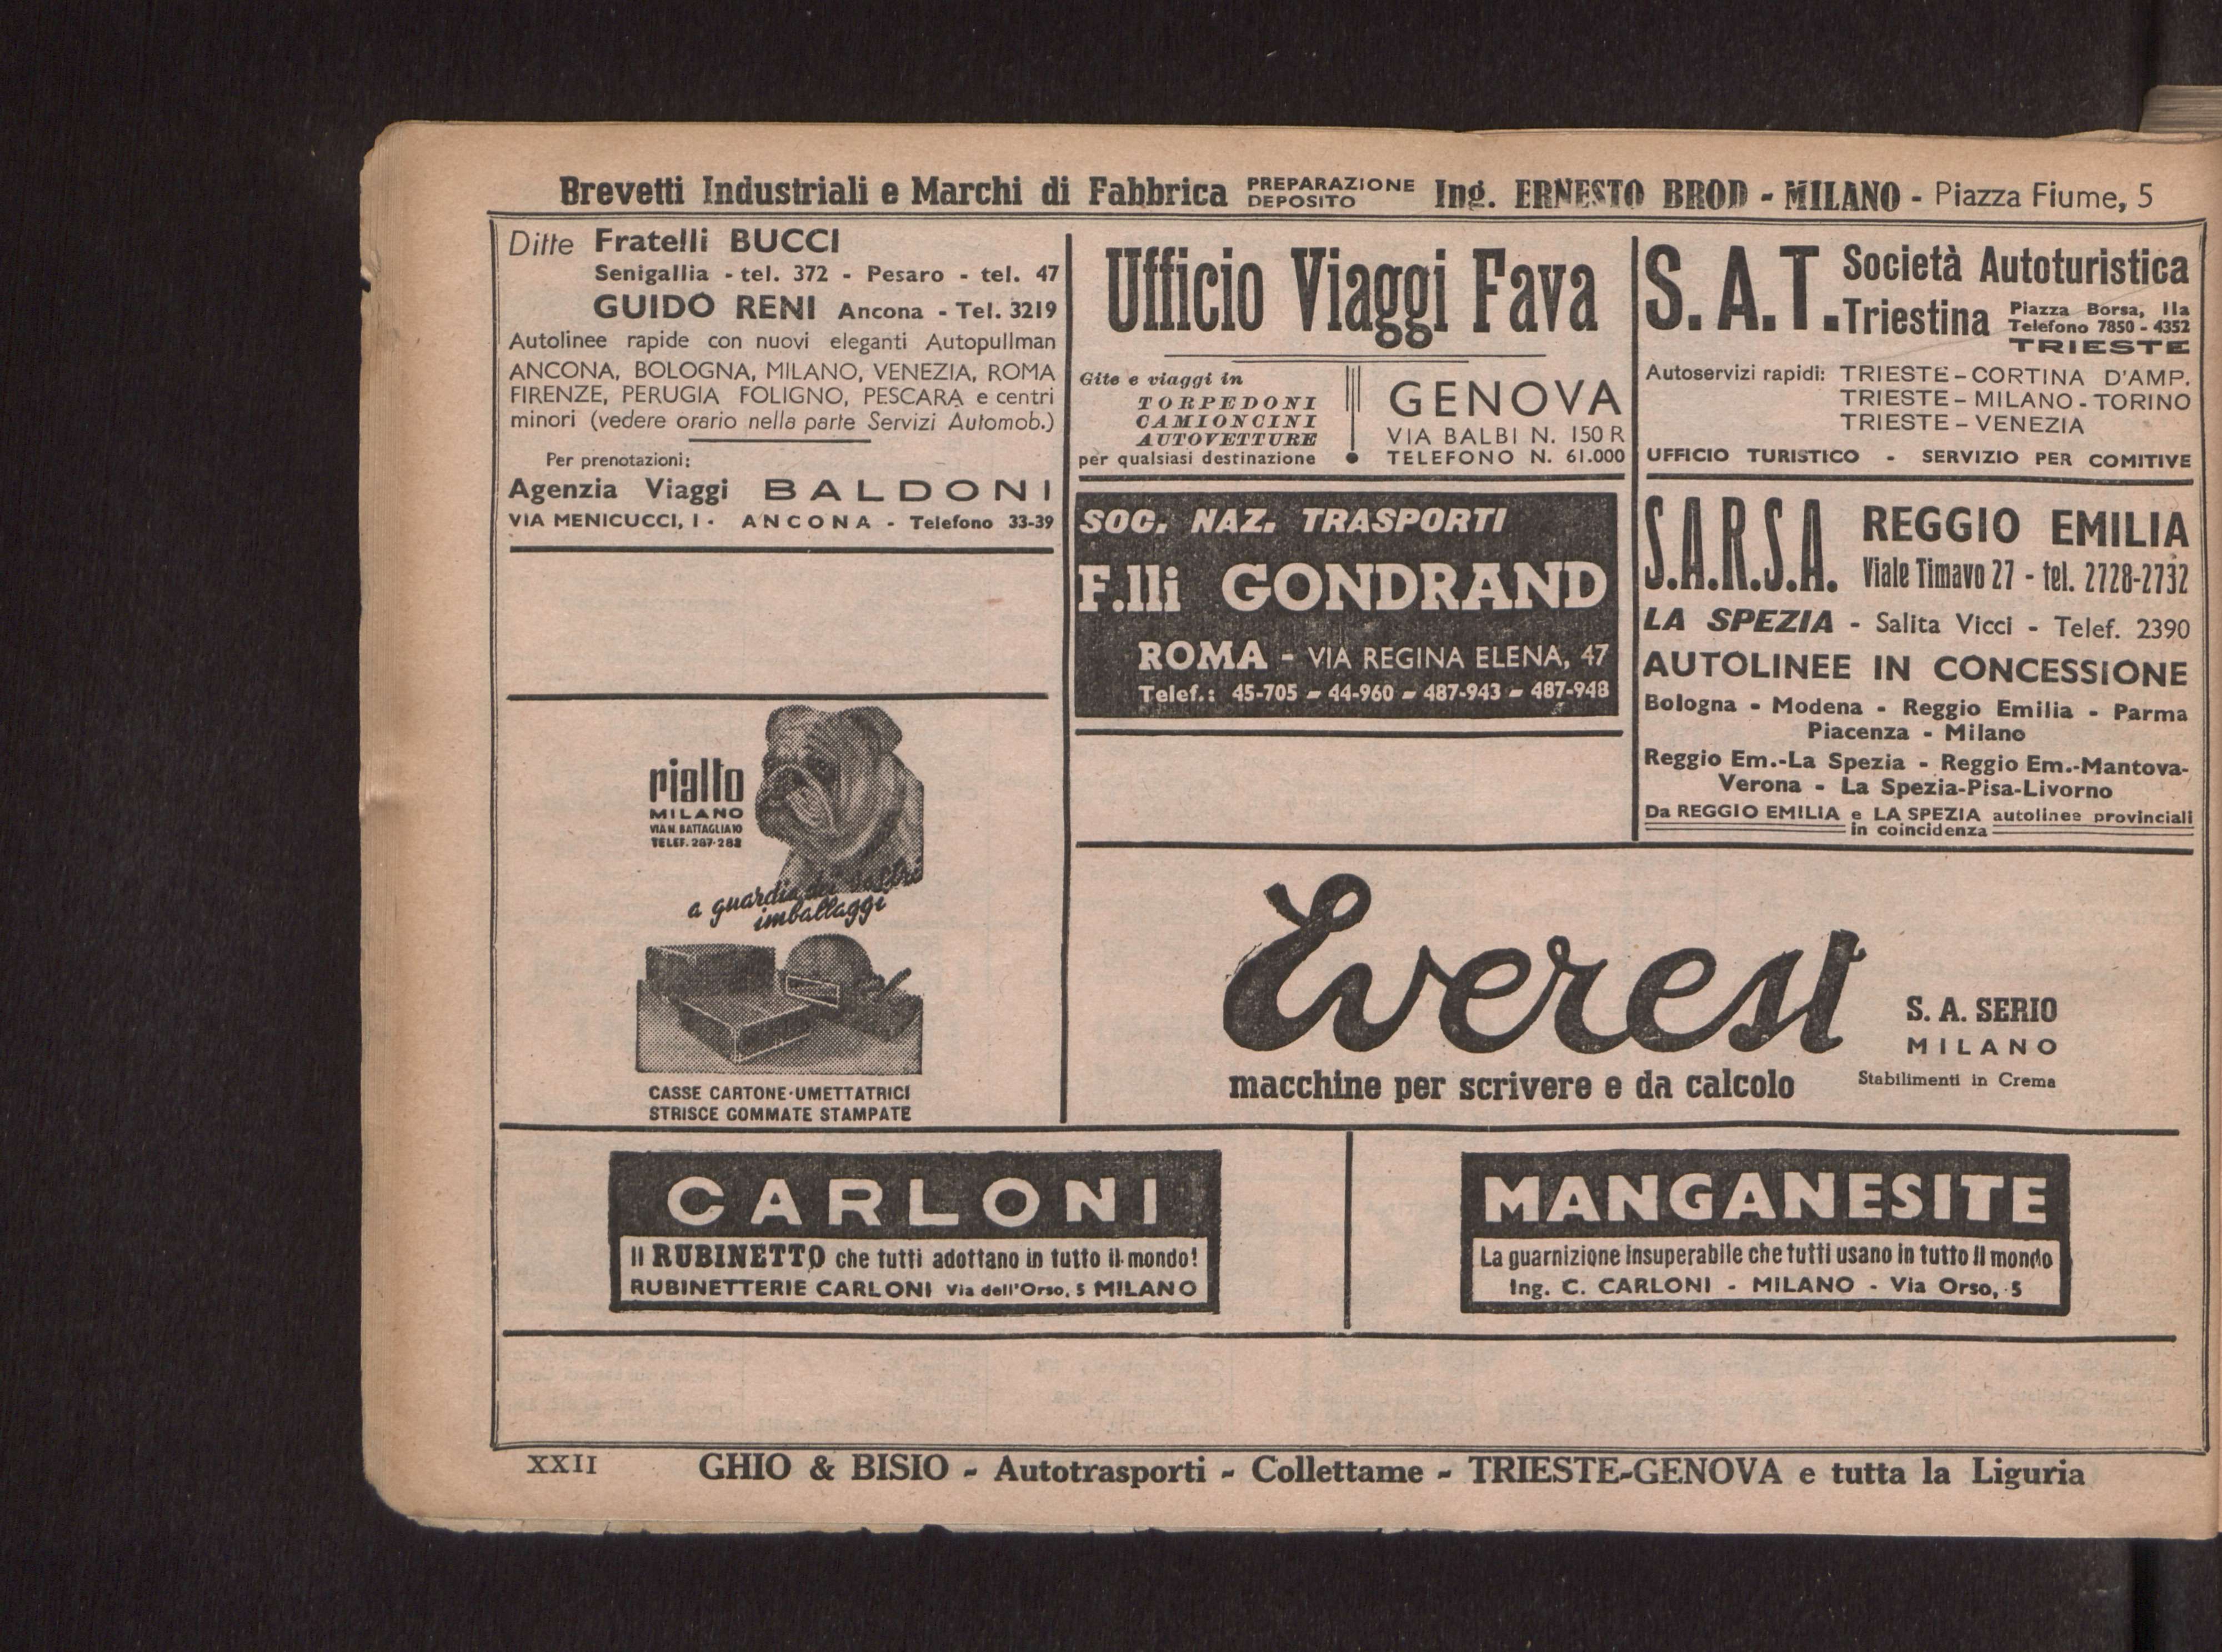 Brevetti Industriali e Marchi di Fabbrica PREPARAZIONE DEPOSITO Ing. ERNESTO BROD - MILANO - Piazza Fiume, 5
Ditte Fratelli BUCCI
Senigallia - tel. 372 - Pesaro - tel. 47
GUIDO RENI Ancona - Tel. 3219
Autolinee rapide con nuovi eleganti Autopullman
ANCONA, BOLOGNA, MILANO, VENEZIA, ROMA
FIRENZE, PERUGIA FOLIGNO, PESCARA e centri
minori (vedere orario nella parte Servizi Automob.)
Per prenotazioni:
Agenzia Viaggi BALDONI
VIA MENICUCCI, 1 · ANCONA - Telefono 33-39
rialto
MILANO
VIA N. BATTAGLIA 10
TELEF. 287-288
a guardia dei vostri
imballaggi
CASSE CARTONE·UMETTATRICI
STRISCE GOMMATE STAMPATE
Ufficio Viaggi Fava
Gite e viaggi in
TORPEDONI
CAMIONCINI
AUTOVETTURE
per qualsiasi destinazione
GENOVA
VIA BALBI N. 150 R
TELEFONO N. 61.000
SOC. NAZ. TRASPORTI
F.lli GONDRAND
ROMA - VIA REGINA ELENA, 47
Telef.: 45-705 - 44-960 - 487-943 - 487-948
S.A.T. Società Autoturistica
Triestina
Piazza Borsa, 11a
Telefono 7850 - 4352
TRIESTE
Autoservizi rapidi: TRIESTE - CORTINA D'AMP.
TRIESTE - MILANO - TORINO
TRIESTE - VENEZIA
UFFICIO TURISTICO - SERVIZIO PER COMITIVE
S.A.R.S.A. REGGIO EMILIA
Viale Timavo 27 - tel. 2728-2732
LA SPEZIA - Salita Vicci - Telef. 2390
AUTOLINEE IN CONCESSIONE
Bologna - Modena - Reggio Emilia - Parma
Piacenza - Milano
Reggio Em.-La Spezia - Reggio Em.-Mantova-
Verona - La Spezia-Pisa-Livorno
Da REGGIO EMILIA e LA SPEZIA autolinee provinciali
in coincidenza
Everest
S. A. SERIO
MILANO
Stabilimenti in Crema
macchine per scrivere e da calcolo
CARLONI
Il RUBINETTO che tutti adottano in tutto il mondo!
RUBINETTERIE CARLONI Via dell'Orso, 5 MILANO
MANGANESITE
La guarnizione insuperabile che tutti usano in tutto il mondo
Ing. C. CARLONI - MILANO - Via Orso, 5
XXII GHIO & BISIO - Autotrasporti - Collettame - TRIESTE-GENOVA e tutta la Liguria